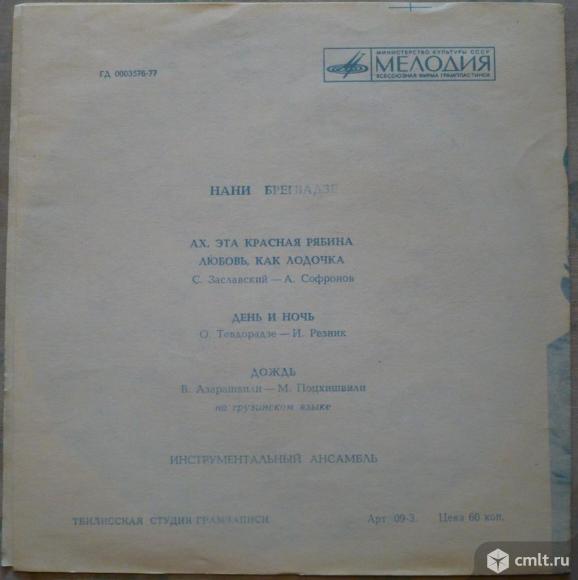 МИНИСТЕРСТВО КУЛЬТУРЫ СССР
МЕЛОДИЯ
ВСЕСОЮЗНАЯ ФИРМА ГРАМПЛАСТИНОК
ГД 0003576-77
НАНИ БРЕГВАДЗЕ
АХ, ЭТА КРАСНАЯ РЯБИНА
ЛЮБОВЬ, КАК ЛОДОЧКА
С. Заславский — А. Софронов
ДЕНЬ И НОЧЬ
О. Тевдорадзе — И. Резник
ДОЖДЬ
В. Азарашвили — М. Поцхишвили
на грузинском языке
ИНСТРУМЕНТАЛЬНЫЙ АНСАМБЛЬ
ТБИЛИССКАЯ СТУДИЯ ГРАМЗАПИСИ
Арт. 09-3. Цена 60 коп.
cmlt.ru